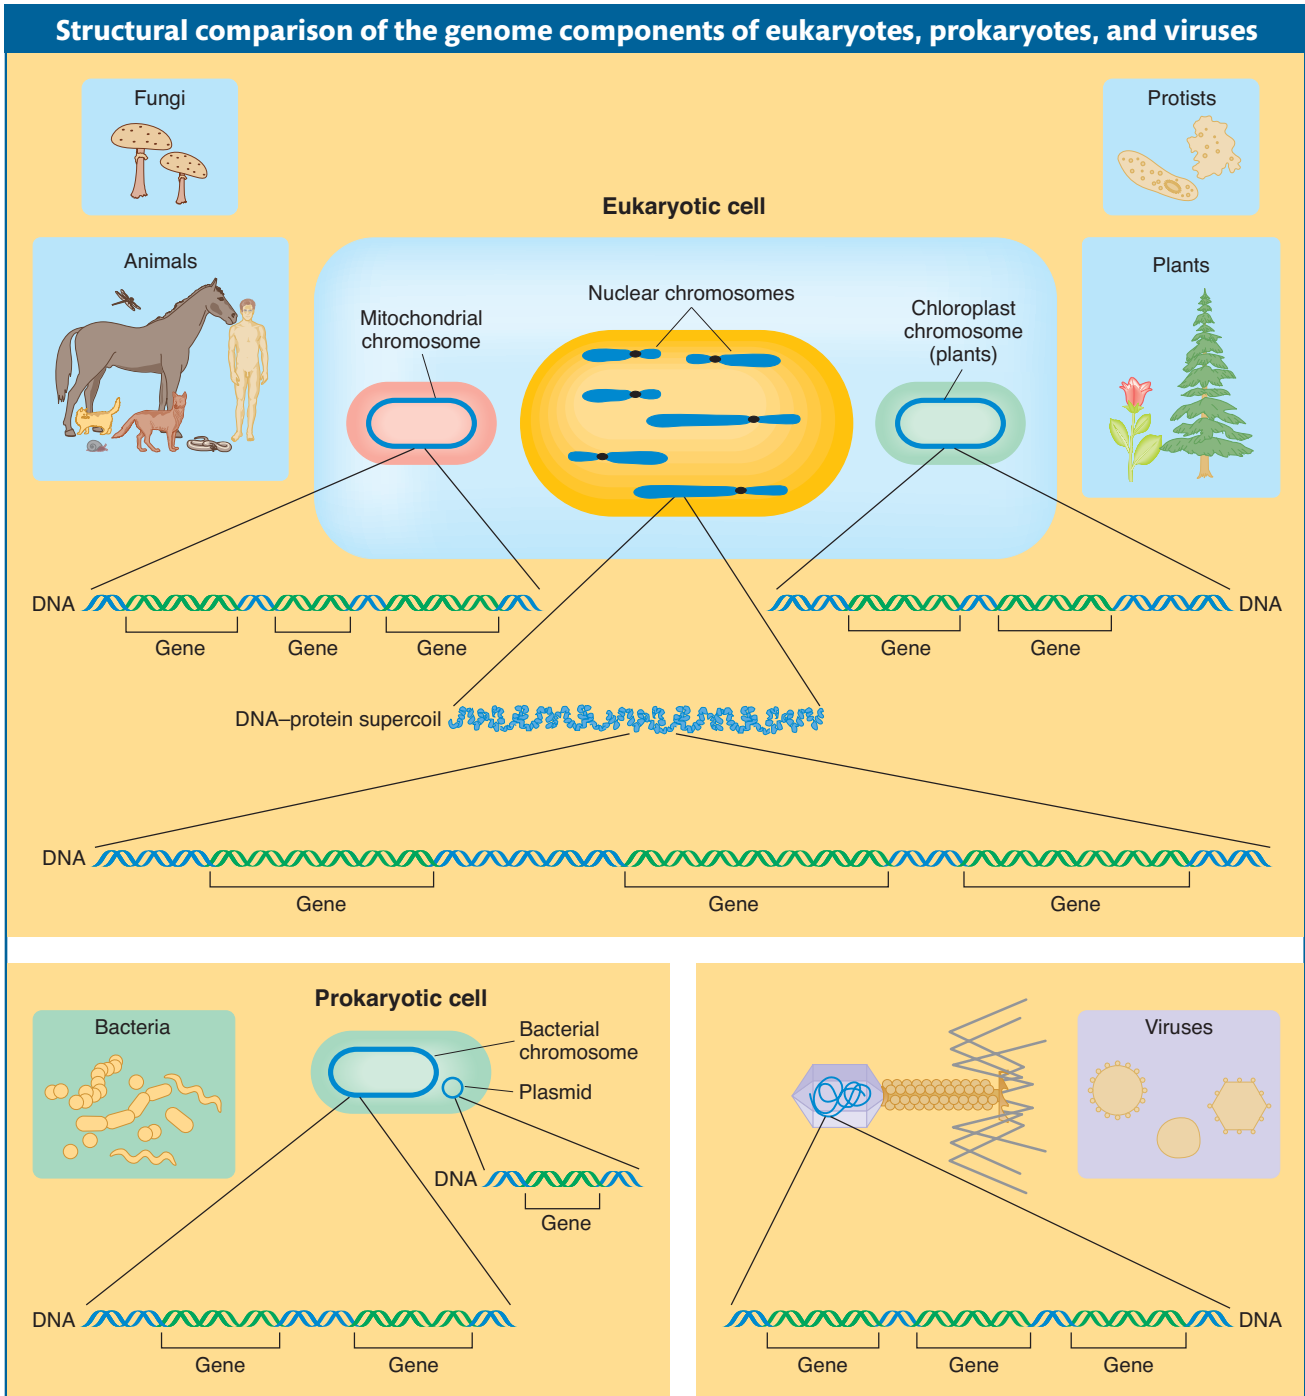 Structural comparison of the genome components of eukaryotes, prokaryotes, and viruses
Fungi
Protists
Eukaryotic cell
Animals
Plants
Nuclear chromosomes
Mitochondrial
chromosome
Chloroplast
chromosome
(plants)
DNA
DNA
Gene
Gene
Gene
Gene
Gene
DNA–protein supercoil
DNA
Gene
Gene
Gene
Prokaryotic cell
Bacteria
Bacterial
chromosome
Plasmid
DNA
Gene
DNA
Gene
Gene
Viruses
DNA
Gene
Gene
Gene